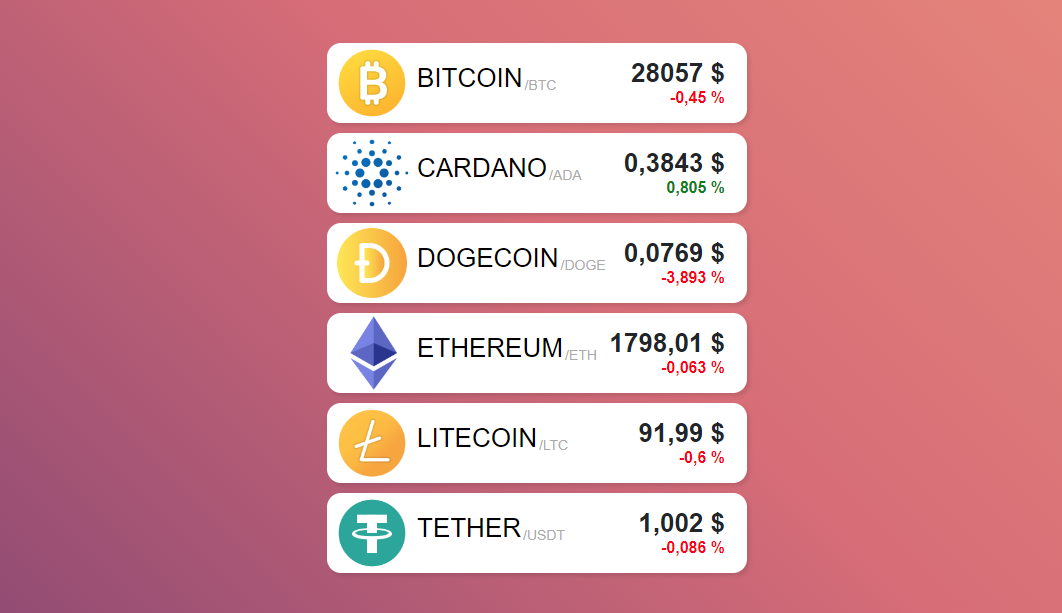 BITCOIN/BTC 28057 $
-0,45 %
CARDANO/ADA 0,3843 $
0,805 %
DOGECOIN/DOGE 0,0769 $
-3,893 %
ETHEREUM/ETH 1798,01 $
-0,063 %
LITECOIN/LTC 91,99 $
-0,6 %
TETHER/USDT 1,002 $
-0,086 %